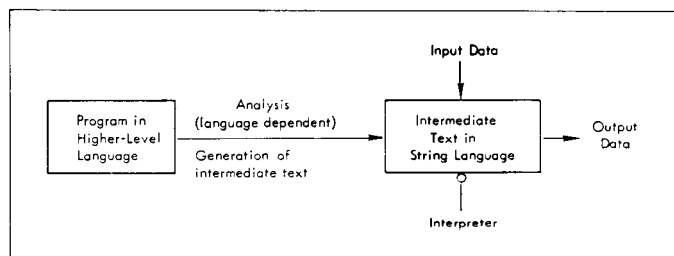 Input Data
Program in
Higher-Level
Language
Analysis
(language dependent)
Generation of
intermediate text
Intermediate
Text in
String Language
Output
Data
Interpreter